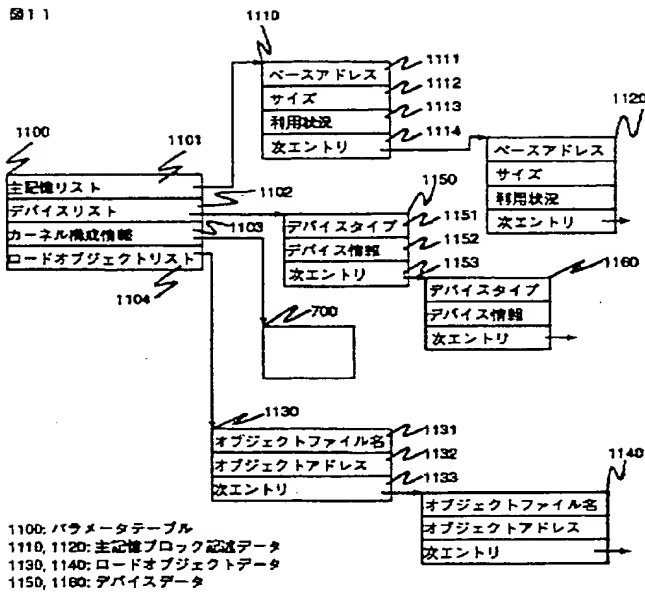 図11
1110
1111
ベースアドレス
1112
サイズ
1113
利用状況
1114
次エントリ
1120
ベースアドレス
サイズ
利用状況
次エントリ
1100
1101
主記憶リスト
1102
デバイスリスト
1103
カーネル構成情報
ロードオブジェクトリスト
1104
1150
1151
デバイスタイプ
1152
デバイス情報
1153
次エントリ
1160
デバイスタイプ
デバイス情報
次エントリ
700
1130
1131
オブジェクトファイル名
1132
オブジェクトアドレス
1133
次エントリ
1140
オブジェクトファイル名
オブジェクトアドレス
次エントリ
1100; パラメータテーブル
1110, 1120; 主記憶ブロック記述データ
1130, 1140; ロードオブジェクトデータ
1150, 1160; デバイスデータ